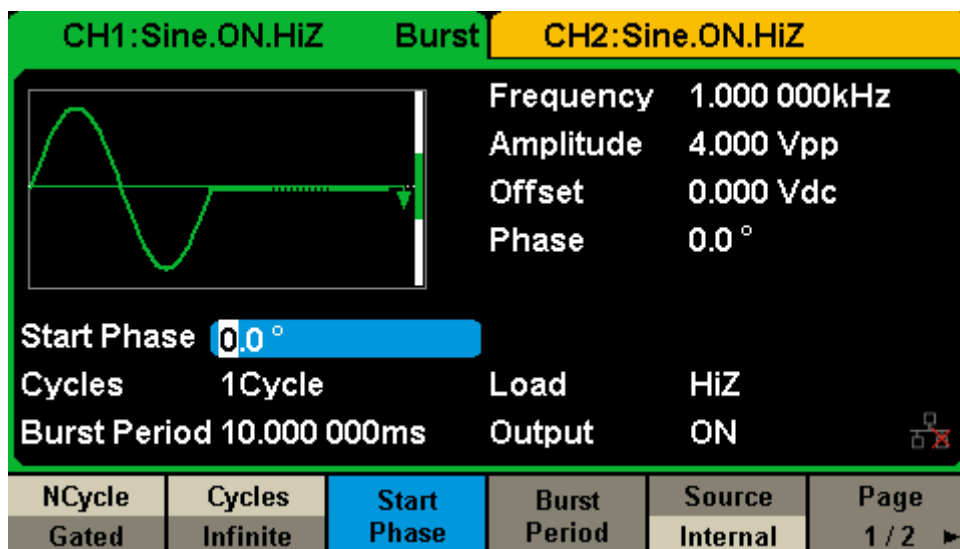 CH1:Sine.ON.HiZ Burst CH2:Sine.ON.HiZ
Frequency 1.000 000kHz
Amplitude 4.000 Vpp
Offset 0.000 Vdc
Phase 0.0 °
Start Phase 0.0 °
Cycles 1Cycle Load HiZ
Burst Period 10.000 000ms Output ON
NCycle Cycles Start Burst Source Page
Gated Infinite Phase Period Internal 1 / 2 ►